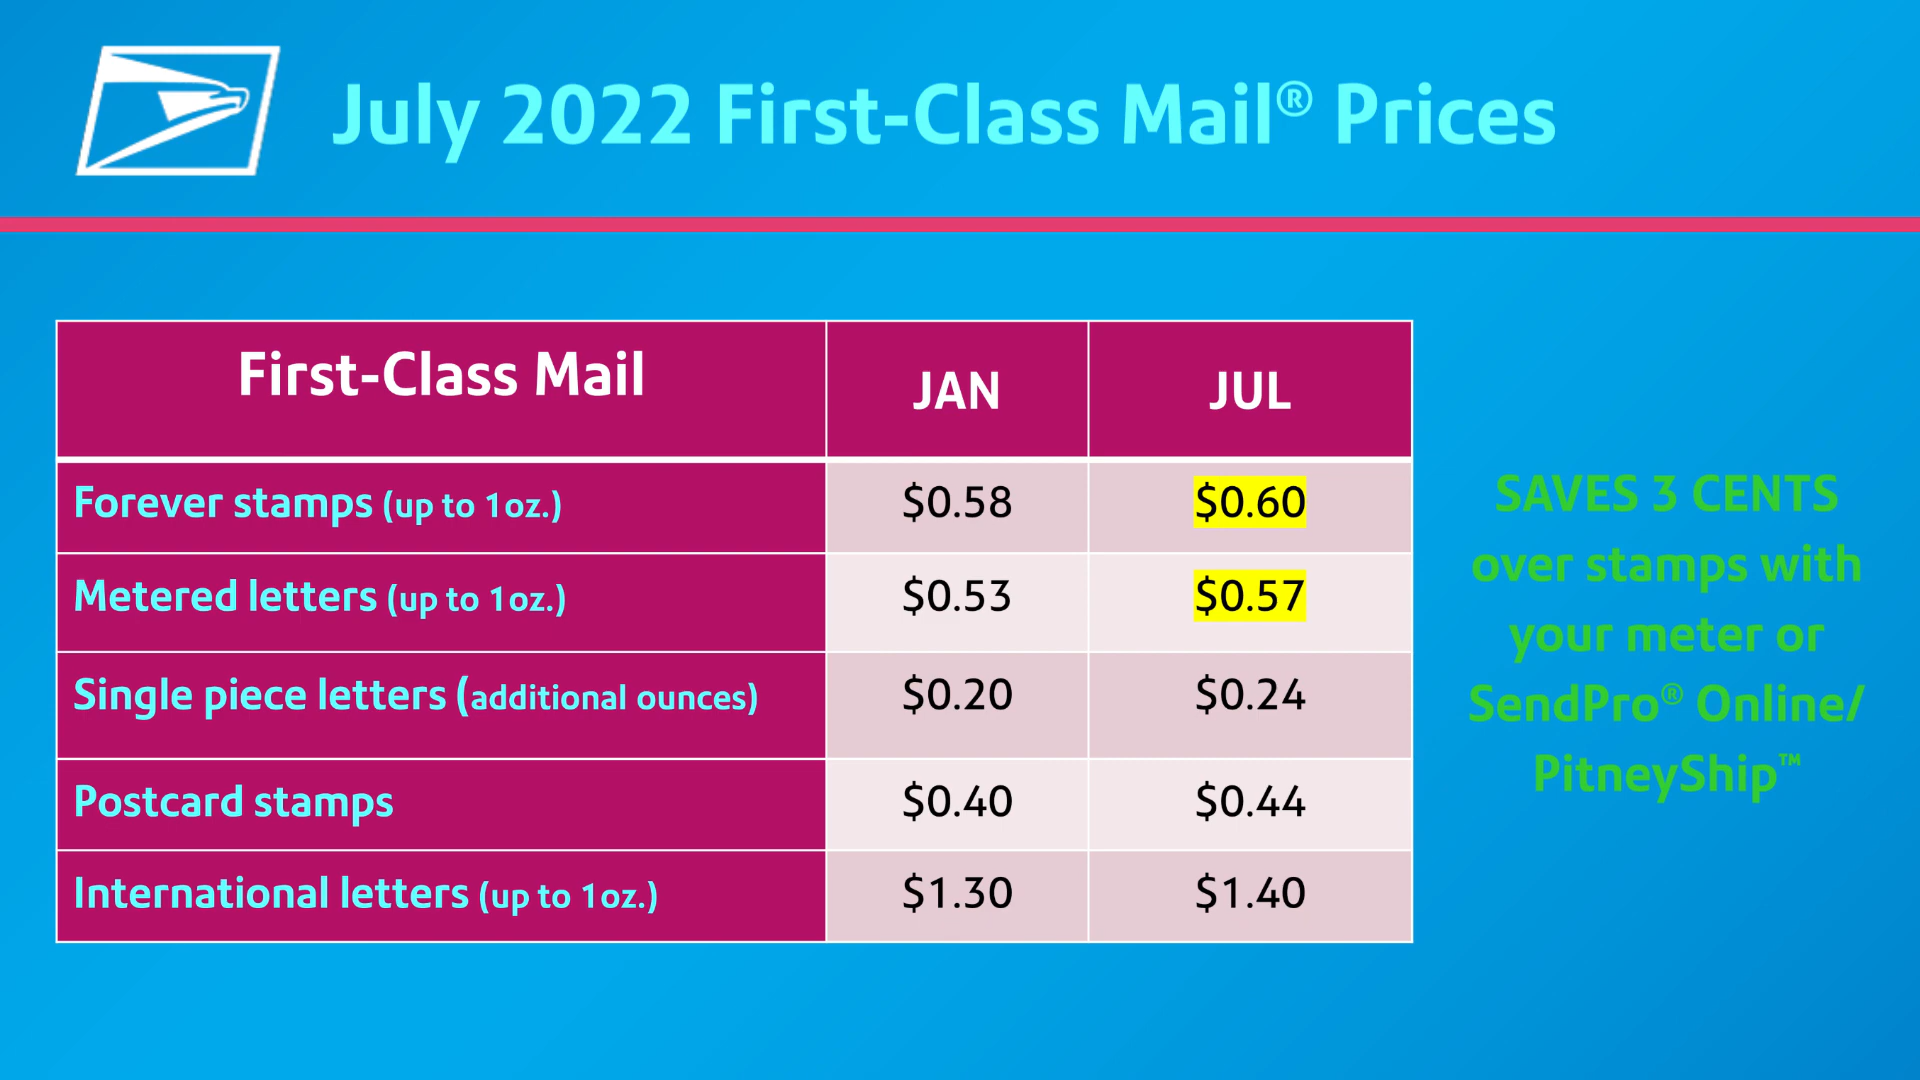 July 2022 First-Class Mail® Prices
First-Class Mail JAN JUL
Forever stamps (up to 1oz.) $0.58 $0.60
Metered letters (up to 1oz.) $0.53 $0.57
Single piece letters (additional ounces) $0.20 $0.24
Postcard stamps $0.40 $0.44
International letters (up to 1oz.) $1.30 $1.40
SAVES 3 CENTS
over stamps with
your meter or
SendPro® Online/
PitneyShip™